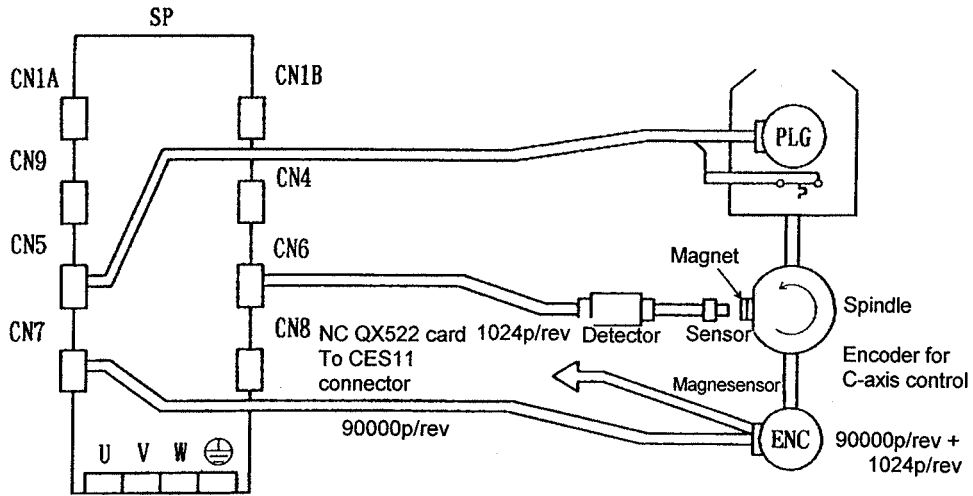 SP
CN1A
CN1B
CN9
CN4
CN5
CN6
CN7
CN8
PLG
Magnet
NC QX522 card
To CES11
connector
1024p/rev
Detector
Sensor
Spindle
Encoder for
C-axis control
Magnesensor
90000p/rev
ENC
90000p/rev +
1024p/rev
U V W